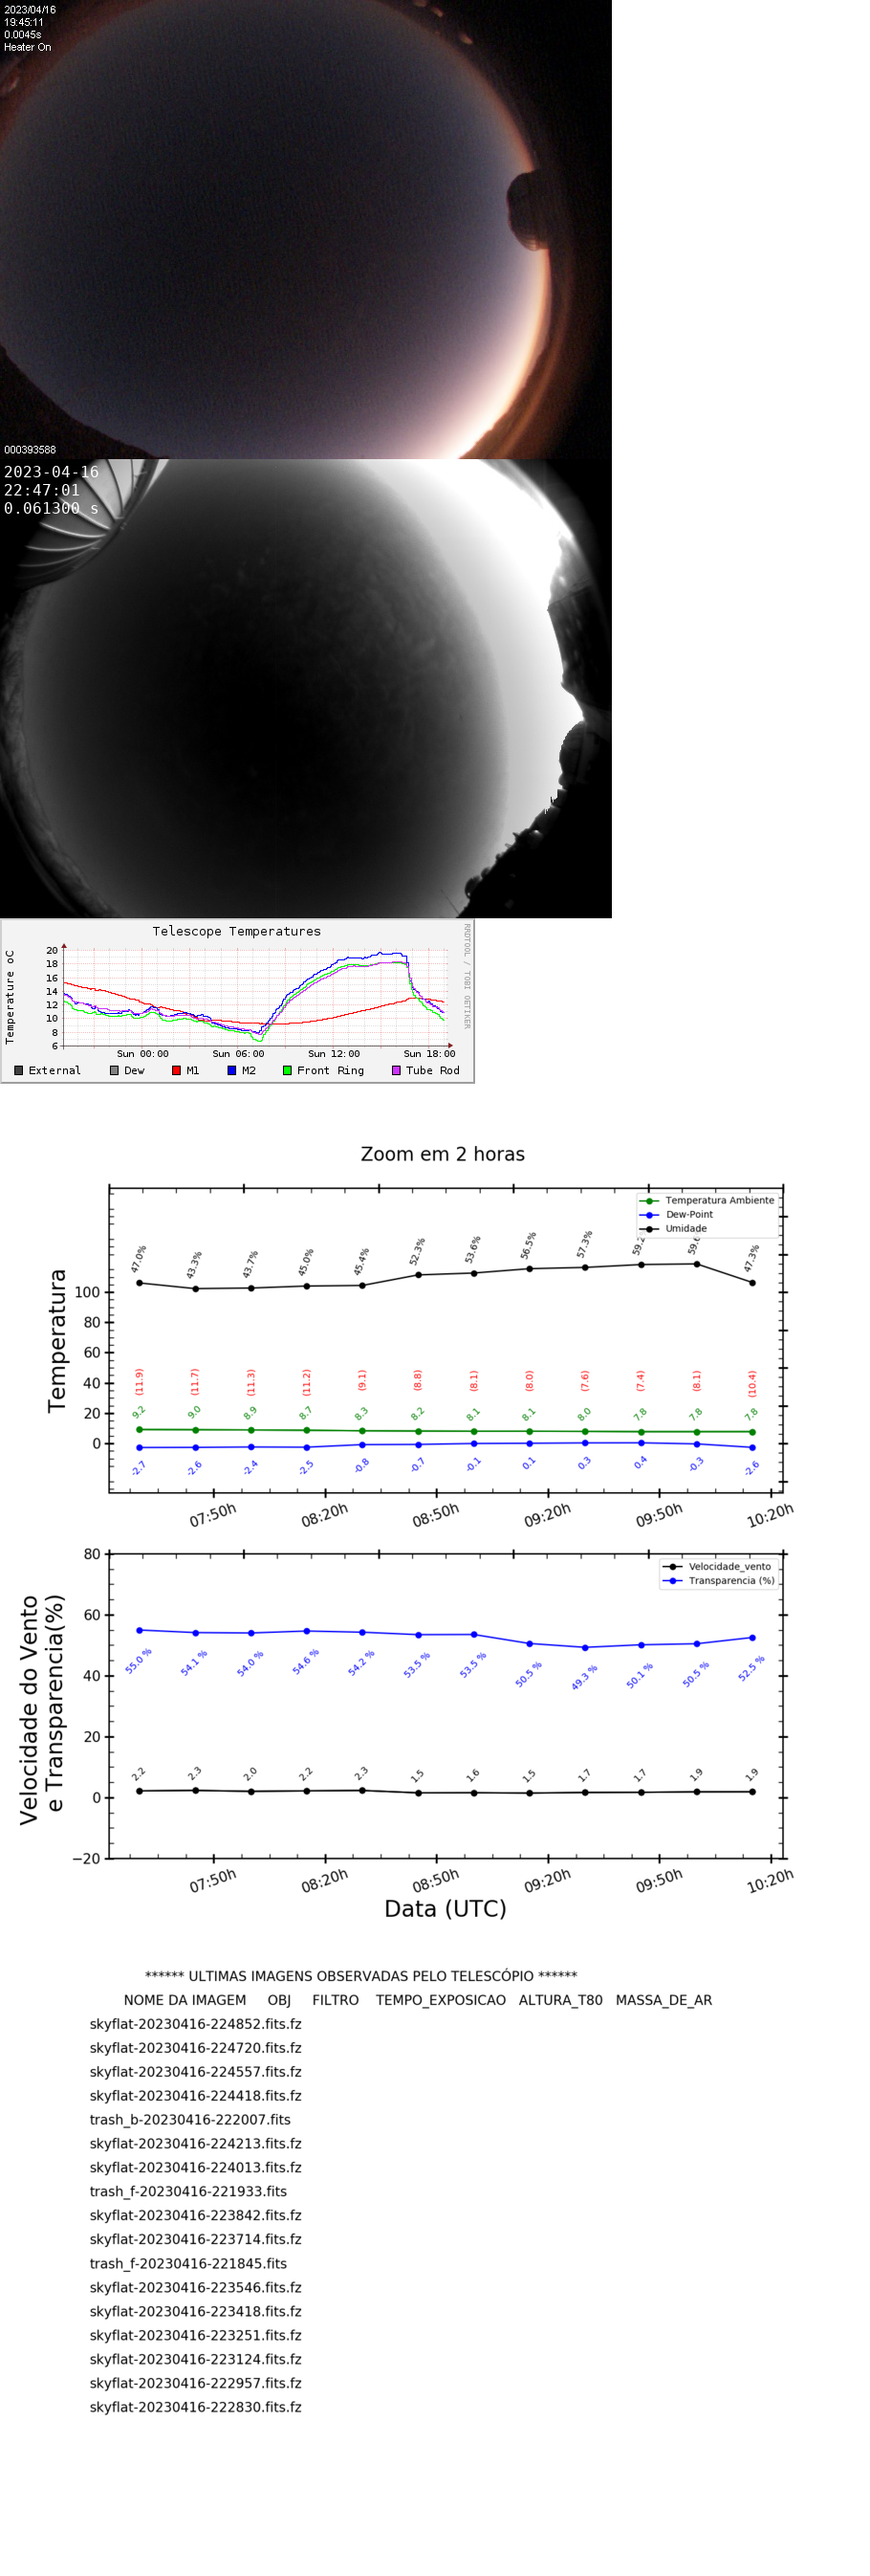 2023/04/16
19:45:11
0.0045s
Heater On
000393588
2023-04-16
22:47:01
0.061300 s
Telescope Temperatures
RRDTOOL / TOBI OETIKER
Temperature oC
20
18
16
14
12
10
8
6
Sun 00:00 Sun 06:00 Sun 12:00 Sun 18:00
External Dew M1 M2 Front Ring Tube Rod
Zoom em 2 horas
Temperatura Ambiente
Dew-Point
Umidade
47.0% 43.3% 43.7% 45.0% 45.4% 52.3% 53.6% 56.5% 57.3% 47.3%
Temperatura
100
80
60
40
20
0
(11.9) (11.7) (11.3) (11.2) (9.1) (8.8) (8.1) (8.0) (7.6) (7.4) (8.1) (10.4)
9.2 9.0 8.9 8.7 8.3 8.2 8.1 8.1 8.0 7.8 7.8 7.8
-2.7 -2.6 -2.4 -2.5 -0.8 -0.7 -0.1 0.1 0.3 0.4 -0.3 -2.6
07:50h 08:20h 08:50h 09:20h 09:50h 10:20h
Velocidade_vento
Transparencia (%)
Velocidade do Vento
e Transparencia(%)
80
60
40
20
0
−20
55.0 % 54.1 % 54.0 % 54.6 % 54.2 % 53.5 % 53.5 % 50.5 % 49.3 % 50.1 % 50.5 % 52.5 %
2.2 2.3 2.0 2.2 2.3 1.5 1.6 1.5 1.7 1.7 1.9 1.9
07:50h 08:20h 08:50h 09:20h 09:50h 10:20h
Data (UTC)
****** ULTIMAS IMAGENS OBSERVADAS PELO TELESCÓPIO ******
NOME DA IMAGEM OBJ FILTRO TEMPO_EXPOSICAO ALTURA_T80 MASSA_DE_AR
skyflat-20230416-224852.fits.fz
skyflat-20230416-224720.fits.fz
skyflat-20230416-224557.fits.fz
skyflat-20230416-224418.fits.fz
trash_b-20230416-222007.fits
skyflat-20230416-224213.fits.fz
skyflat-20230416-224013.fits.fz
trash_f-20230416-221933.fits
skyflat-20230416-223842.fits.fz
skyflat-20230416-223714.fits.fz
trash_f-20230416-221845.fits
skyflat-20230416-223546.fits.fz
skyflat-20230416-223418.fits.fz
skyflat-20230416-223251.fits.fz
skyflat-20230416-223124.fits.fz
skyflat-20230416-222957.fits.fz
skyflat-20230416-222830.fits.fz